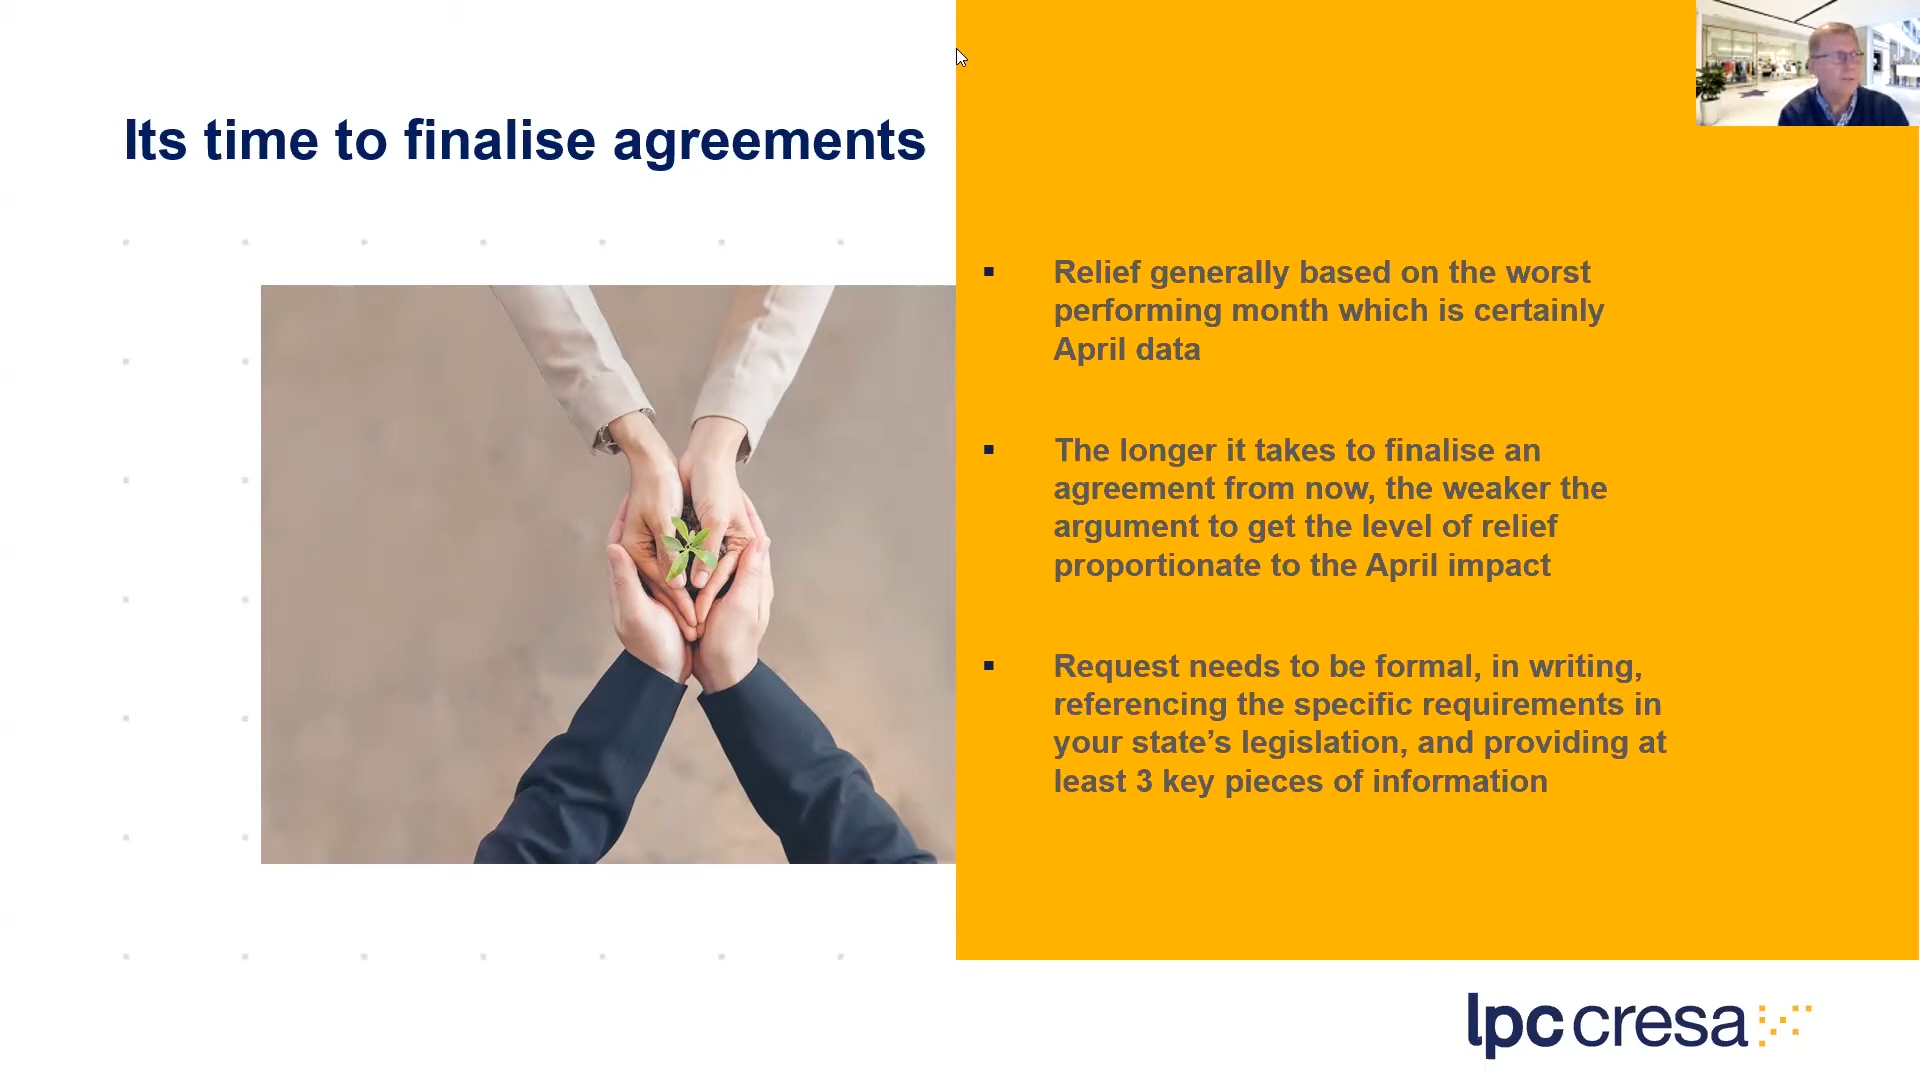 Its time to finalise agreements
Relief generally based on the worst
performing month which is certainly
April data
The longer it takes to finalise an
agreement from now, the weaker the
argument to get the level of relief
proportionate to the April impact
Request needs to be formal, in writing,
referencing the specific requirements in
your state’s legislation, and providing at
least 3 key pieces of information
lpc cresa